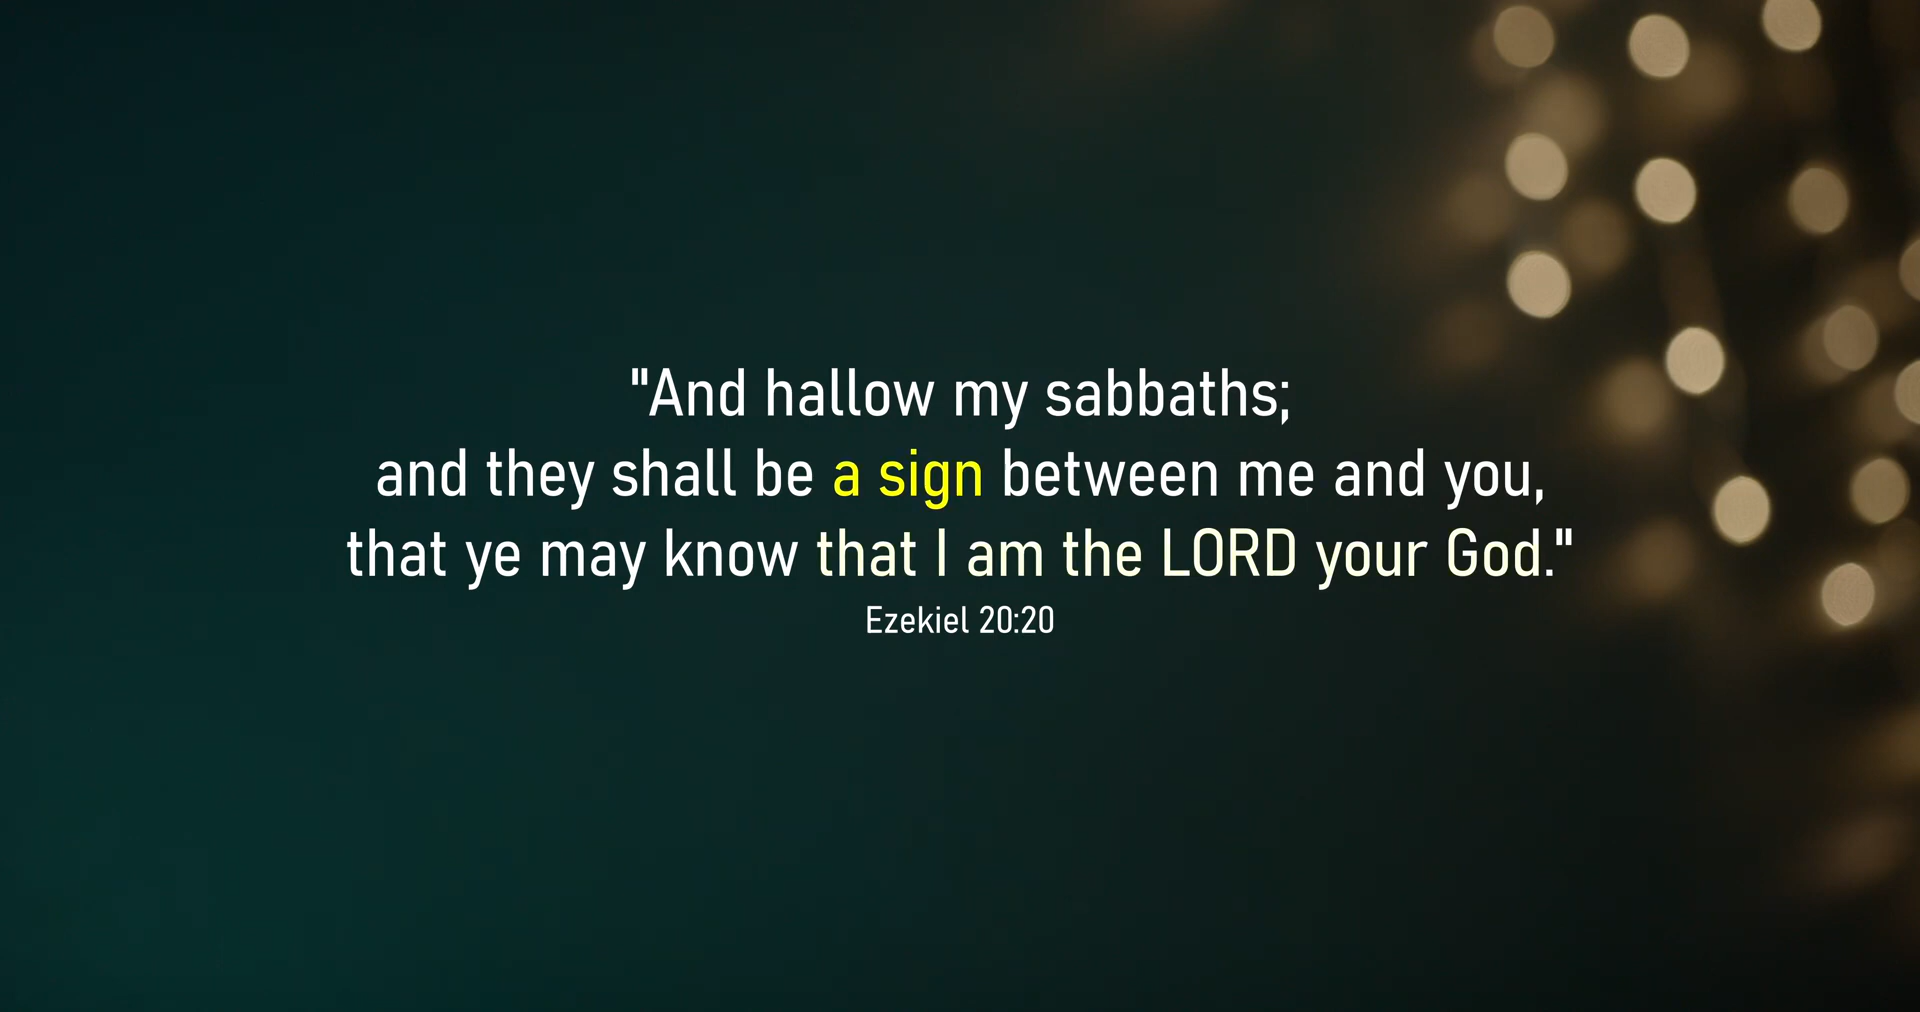 "And hallow my sabbaths;
and they shall be a sign between me and you,
that ye may know that I am the LORD your God."
Ezekiel 20:20